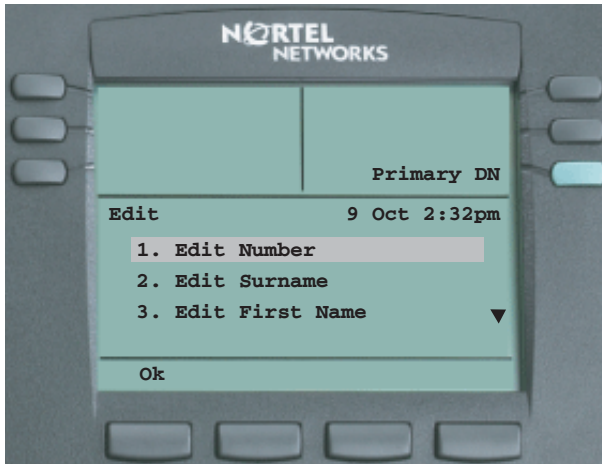 NORTEL
NETWORKS
Primary DN
Edit 9 Oct 2:32pm
1. Edit Number
2. Edit Surname
3. Edit First Name
Ok